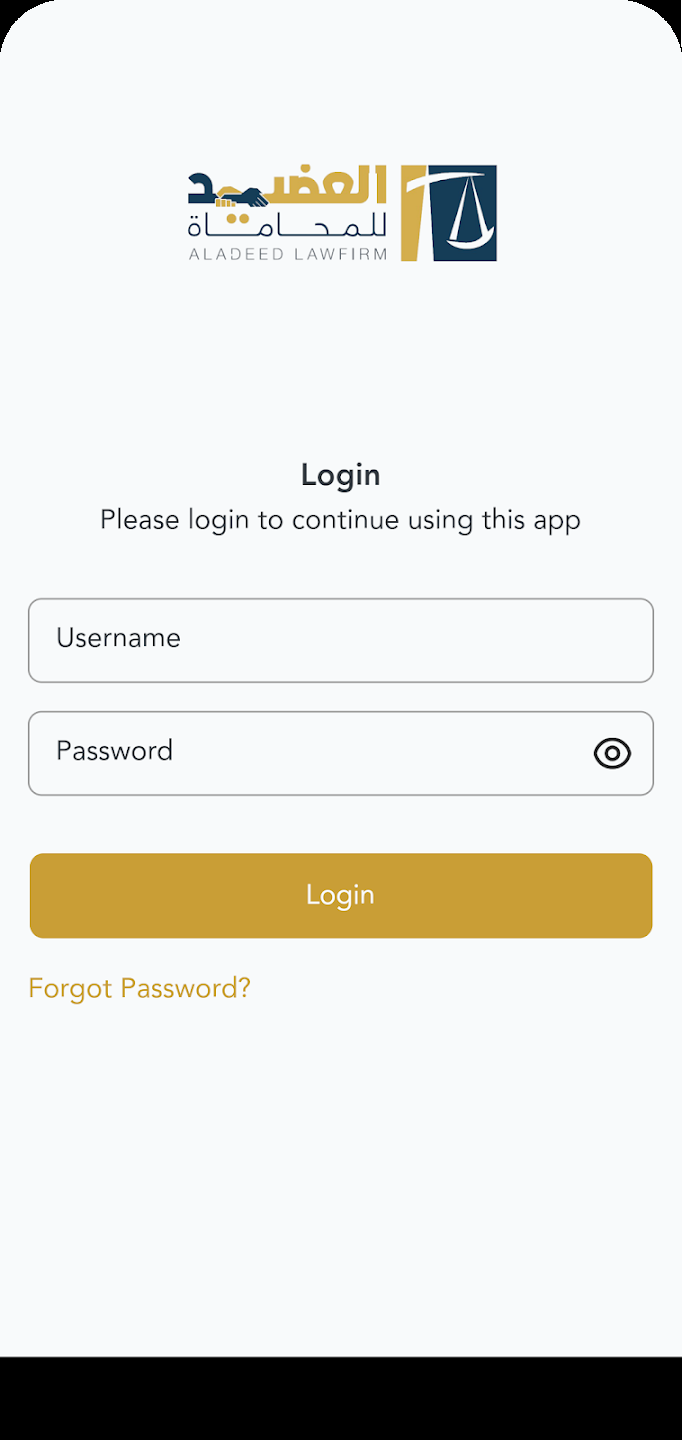 العضيد
للمحاماة
ALADEED LAWFIRM
Login
Please login to continue using this app
Username
Password
Login
Forgot Password?